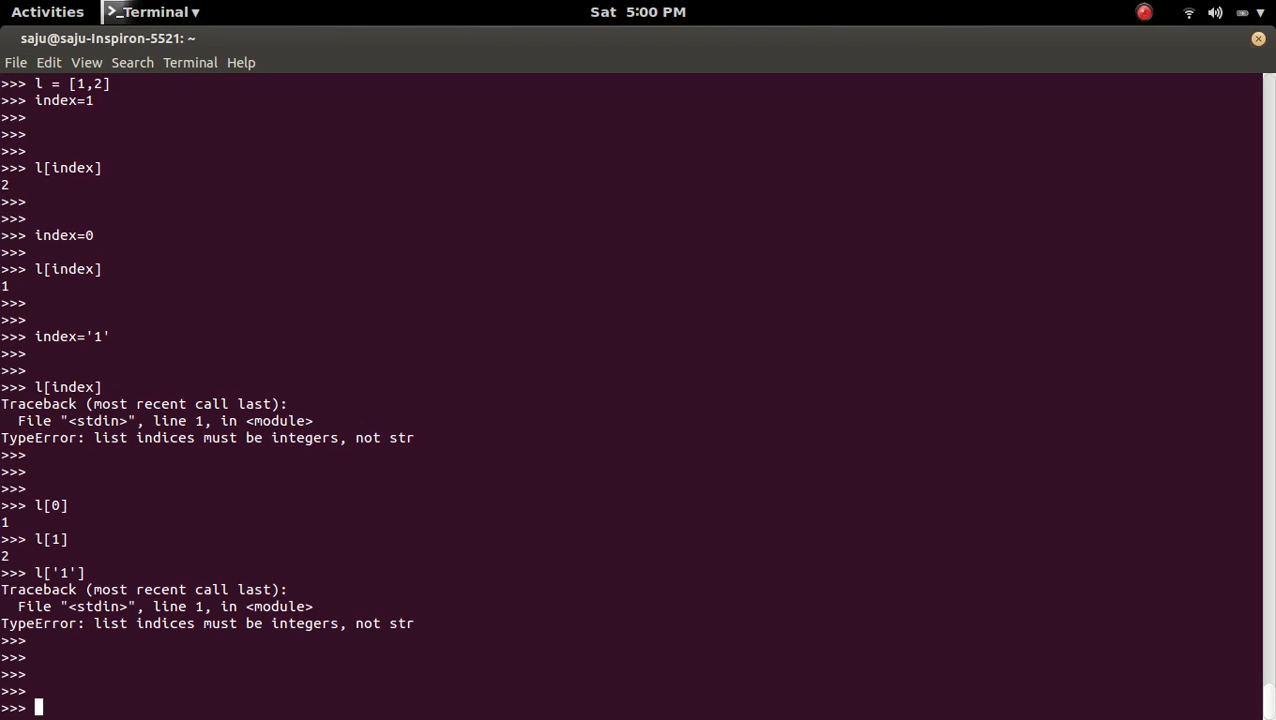 Activities Terminal ▾ Sat 5:00 PM
saju@saju-Inspiron-5521: ~
File Edit View Search Terminal Help
>>> l = [1,2]
>>> index=1
>>>
>>>
>>>
>>> l[index]
2
>>>
>>>
>>> index=0
>>>
>>> l[index]
1
>>>
>>>
>>> index='1'
>>>
>>>
>>> l[index]
Traceback (most recent call last):
  File "<stdin>", line 1, in <module>
TypeError: list indices must be integers, not str
>>>
>>>
>>>
>>> l[0]
1
>>> l[1]
2
>>> l['1']
Traceback (most recent call last):
  File "<stdin>", line 1, in <module>
TypeError: list indices must be integers, not str
>>>
>>>
>>>
>>>
>>>